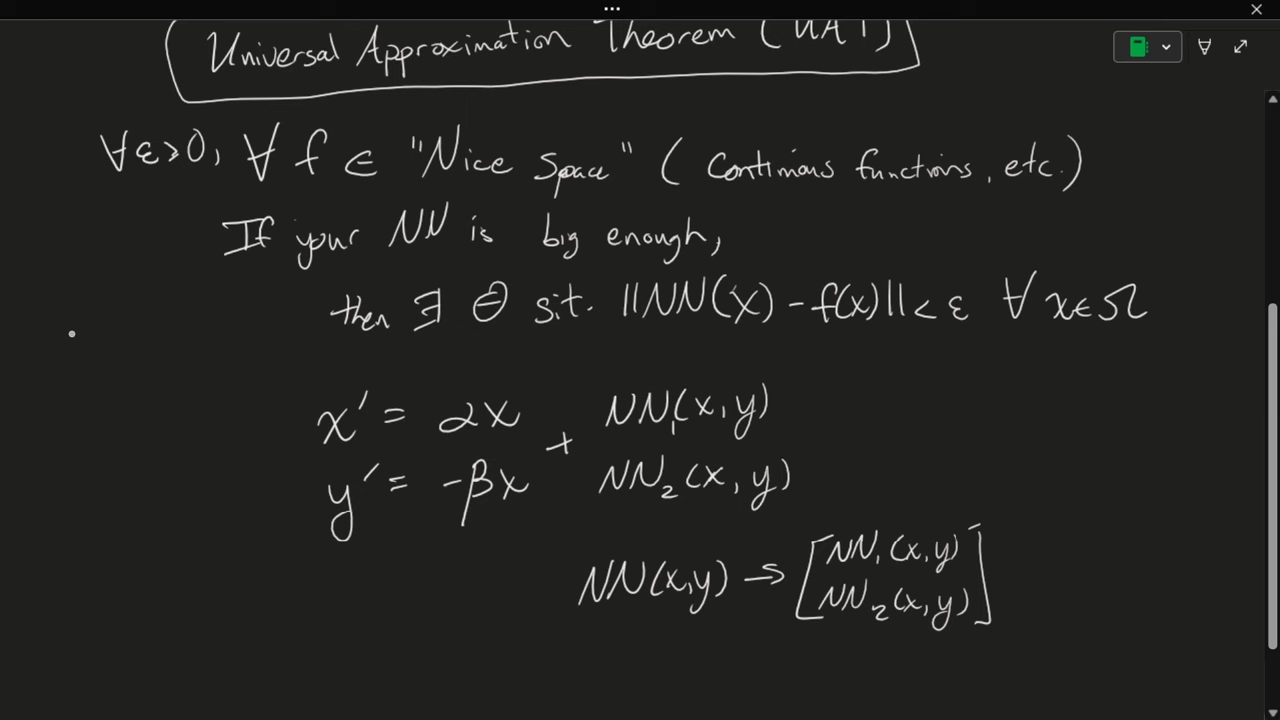 Universal Approximation Theorem (UAT)
∀ε>0, ∀ f ∈ "Nice Space" (Continuous functions, etc.)
If your NN is big enough,
then ∃ Θ s.t. ||NN(x) - f(x)|| < ε ∀ x ∈ Ω
x' = αx + NN₁(x, y)
y' = -βx NN₂(x, y)
NN(x,y) → [NN₁(x,y)
NN₂(x,y)]